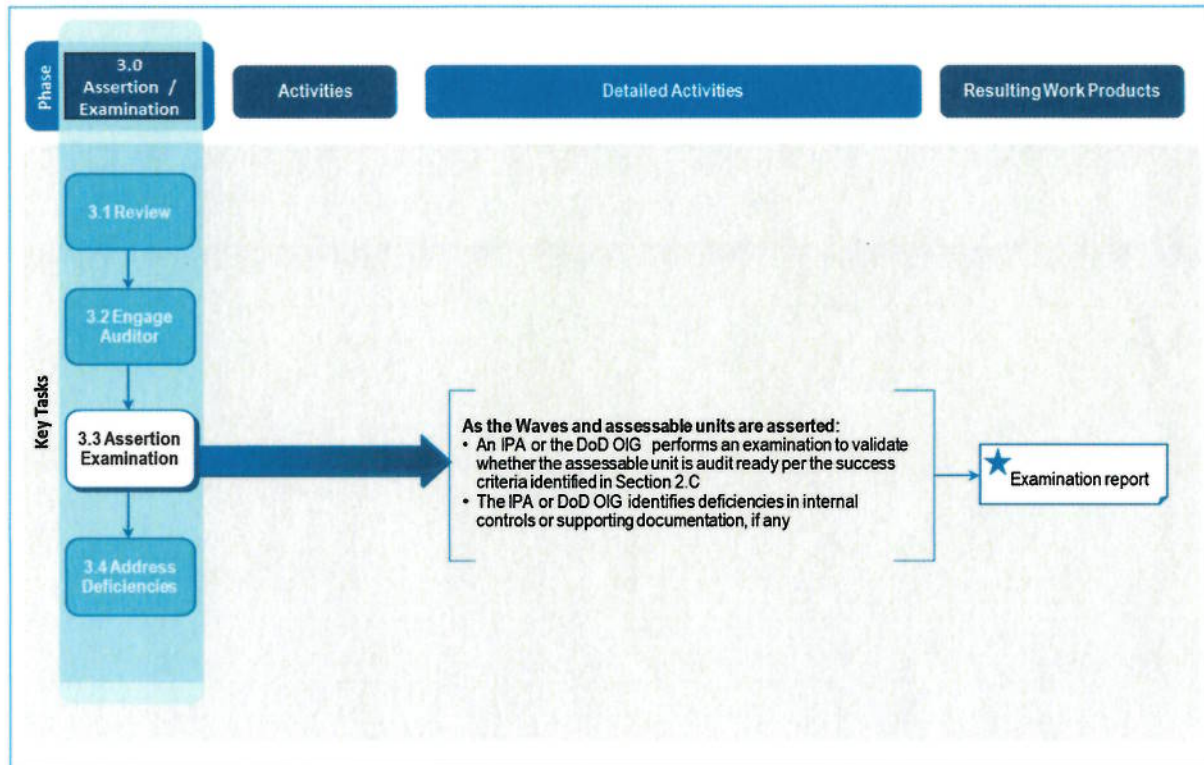 Phase
3.0
Assertion /
Examination
Activities
Detailed Activities
Resulting Work Products
Key Tasks
3.1 Review
3.2 Engage
Auditor
3.3 Assertion
Examination
3.4 Address
Deficiencies
As the Waves and assessable units are asserted:
• An IPA or the DoD OIG performs an examination to validate
whether the assessable unit is audit ready per the success
criteria identified in Section 2.C
• The IPA or DoD OIG identifies deficiencies in internal
controls or supporting documentation, if any
Examination report